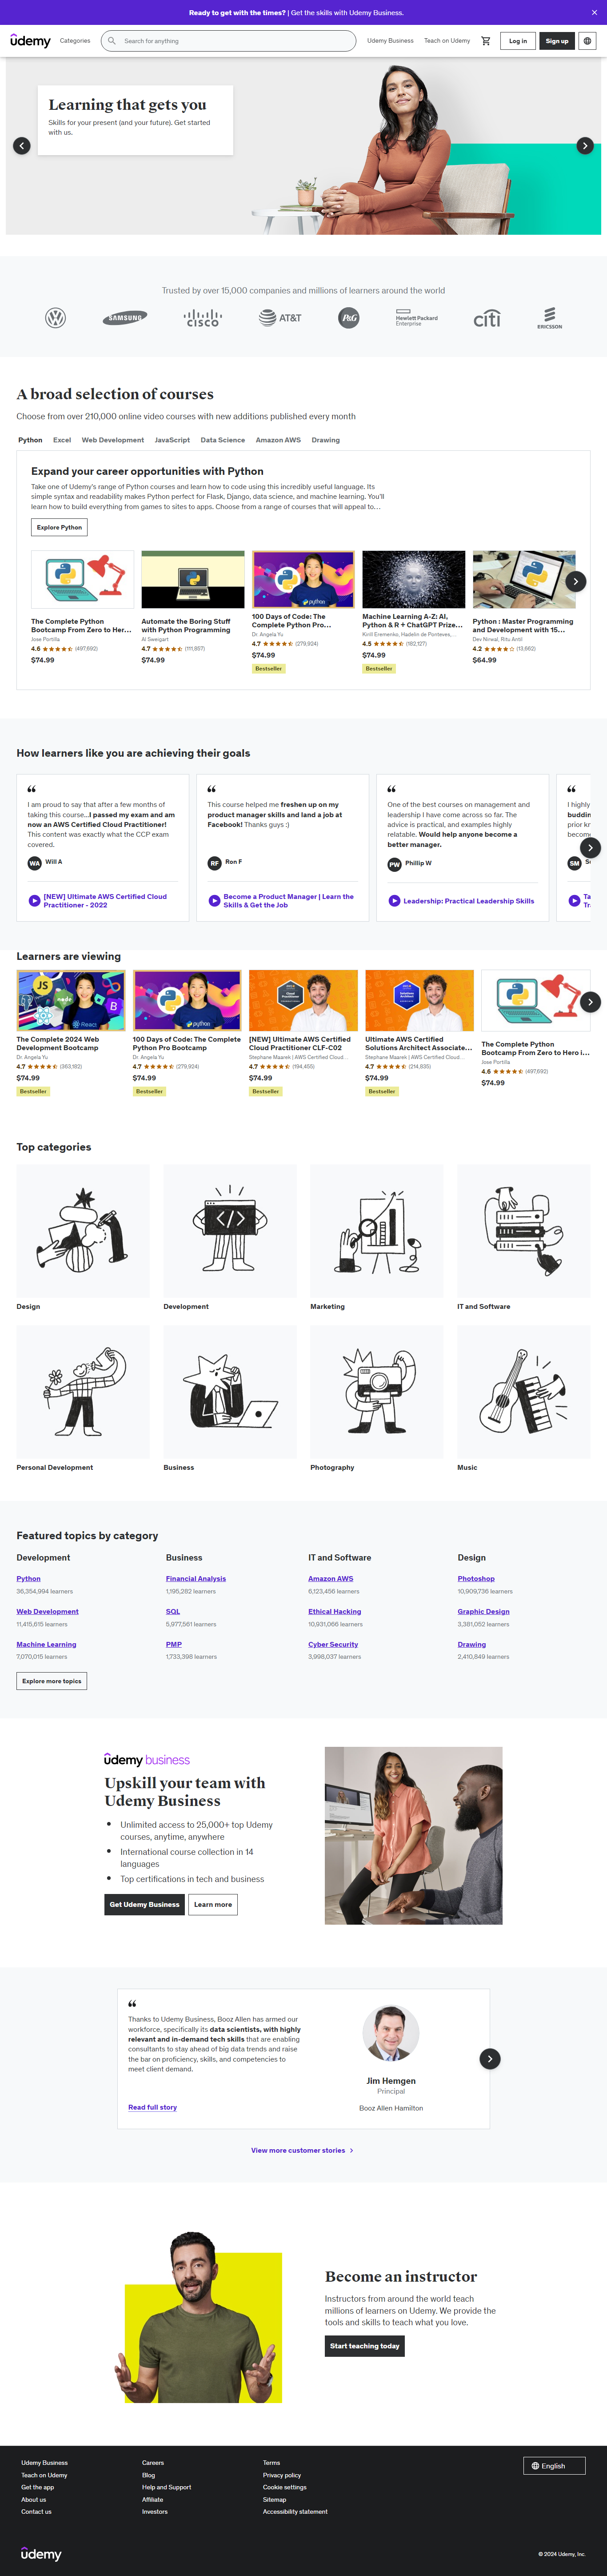 Ready to get with the times? | Get the skills with Udemy Business.
udemy
Categories
Search for anything
Udemy Business
Teach on Udemy
Log in
Sign up
Learning that gets you
Skills for your present (and your future). Get started
with us.
Trusted by over 15,000 companies and millions of learners around the world
SAMSUNG
CISCO
AT&T
P&G
Hewlett Packard
Enterprise
citi
ERICSSON
A broad selection of courses
Choose from over 210,000 online video courses with new additions published every month
Python Excel Web Development JavaScript Data Science Amazon AWS Drawing
Expand your career opportunities with Python
Take one of Udemy's range of Python courses and learn how to code using this incredibly useful language. Its
simple syntax and readability makes Python perfect for Flask, Django, data science, and machine learning. You'll
learn how to build everything from games to sites to apps. Choose from a range of courses that will appeal to...
Explore Python
The Complete Python
Bootcamp From Zero to Her...
Jose Portilla
4.6 (497,692)
$74.99
Automate the Boring Stuff
with Python Programming
Al Sweigart
4.7 (111,857)
$74.99
python
100 Days of Code: The
Complete Python Pro...
Dr. Angela Yu
4.7 (279,924)
$74.99
Bestseller
Machine Learning A-Z: AI,
Python & R + ChatGPT Prize...
Kirill Eremenko, Hadelin de Ponteves,...
4.5 (182,127)
$74.99
Bestseller
Python : Master Programming
and Development with 15...
Dev Nirwal, Ritu Antil
4.2 (13,662)
$64.99
How learners like you are achieving their goals
“
I am proud to say that after a few months of
taking this course...I passed my exam and am
now an AWS Certified Cloud Practitioner!
This content was exactly what the CCP exam
covered.
WA Will A
[NEW] Ultimate AWS Certified Cloud
Practitioner - 2022
“
This course helped me freshen up on my
product manager skills and land a job at
Facebook! Thanks guys :)
RF Ron F
Become a Product Manager | Learn the
Skills & Get the Job
“
One of the best courses on management and
leadership I have come across so far. The
advice is practical, and examples highly
relatable. Would help anyone become a
better manager.
PW Phillip W
Leadership: Practical Leadership Skills
“
I highly
buddin
prior kr
becom
SM
Ta
Tr
Learners are viewing
JS
node
React
The Complete 2024 Web
Development Bootcamp
Dr. Angela Yu
4.7 (363,182)
$74.99
Bestseller
python
100 Days of Code: The Complete
Python Pro Bootcamp
Dr. Angela Yu
4.7 (279,924)
$74.99
Bestseller
[NEW] Ultimate AWS Certified
Cloud Practitioner CLF-C02
Stephane Maarek | AWS Certified Cloud...
4.7 (194,455)
$74.99
Bestseller
Ultimate AWS Certified
Solutions Architect Associate...
Stephane Maarek | AWS Certified Cloud...
4.7 (214,835)
$74.99
Bestseller
The Complete Python
Bootcamp From Zero to Hero i...
Jose Portilla
4.6 (497,692)
$74.99
Top categories
Design
Development
Marketing
IT and Software
Personal Development
Business
Photography
Music
Featured topics by category
Development
Python
36,354,994 learners
Web Development
11,415,615 learners
Machine Learning
7,070,015 learners
Business
Financial Analysis
1,195,282 learners
SQL
5,977,561 learners
PMP
1,733,398 learners
IT and Software
Amazon AWS
6,123,456 learners
Ethical Hacking
10,931,066 learners
Cyber Security
3,998,037 learners
Design
Photoshop
10,909,736 learners
Graphic Design
3,381,052 learners
Drawing
2,410,849 learners
Explore more topics
udemy business
Upskill your team with
Udemy Business
• Unlimited access to 25,000+ top Udemy
courses, anytime, anywhere
• International course collection in 14
languages
• Top certifications in tech and business
Get Udemy Business
Learn more
“
Thanks to Udemy Business, Booz Allen has armed our
workforce, specifically its data scientists, with highly
relevant and in-demand tech skills that are enabling
consultants to stay ahead of big data trends and raise
the bar on proficiency, skills, and competencies to
meet client demand.
Read full story
Jim Hemgen
Principal
Booz Allen Hamilton
View more customer stories
Become an instructor
Instructors from around the world teach
millions of learners on Udemy. We provide the
tools and skills to teach what you love.
Start teaching today
Udemy Business
Teach on Udemy
Get the app
About us
Contact us
Careers
Blog
Help and Support
Affiliate
Investors
Terms
Privacy policy
Cookie settings
Sitemap
Accessibility statement
English
udemy
© 2024 Udemy, Inc.